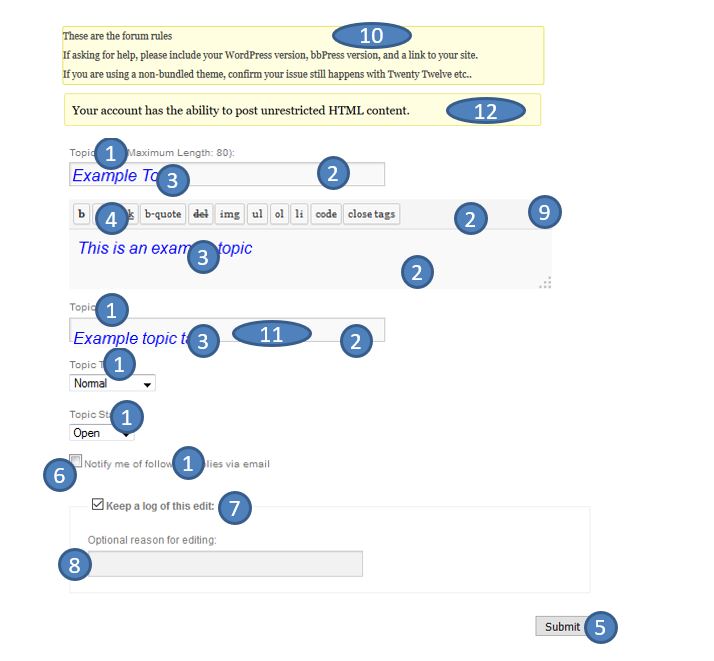 These are the forum rules 10
If asking for help, please include your WordPress version, bbPress version, and a link to your site.
If you are using a non-bundled theme, confirm your issue still happens with Twenty Twelve etc..
Your account has the ability to post unrestricted HTML content. 12
Topic 1 Maximum Length: 80):
Example To 3 2
b 4 k b-quote del img ul ol li code close tags 2 9
This is an exam 3 topic
2
Topic 1
Example topic t 3 11 2
Topic T 1
Normal
Topic Sta 1
Open
6 Notify me of follow 1 plies via email
Keep a log of this edit: 7
Optional reason for editing:
8
Submit 5